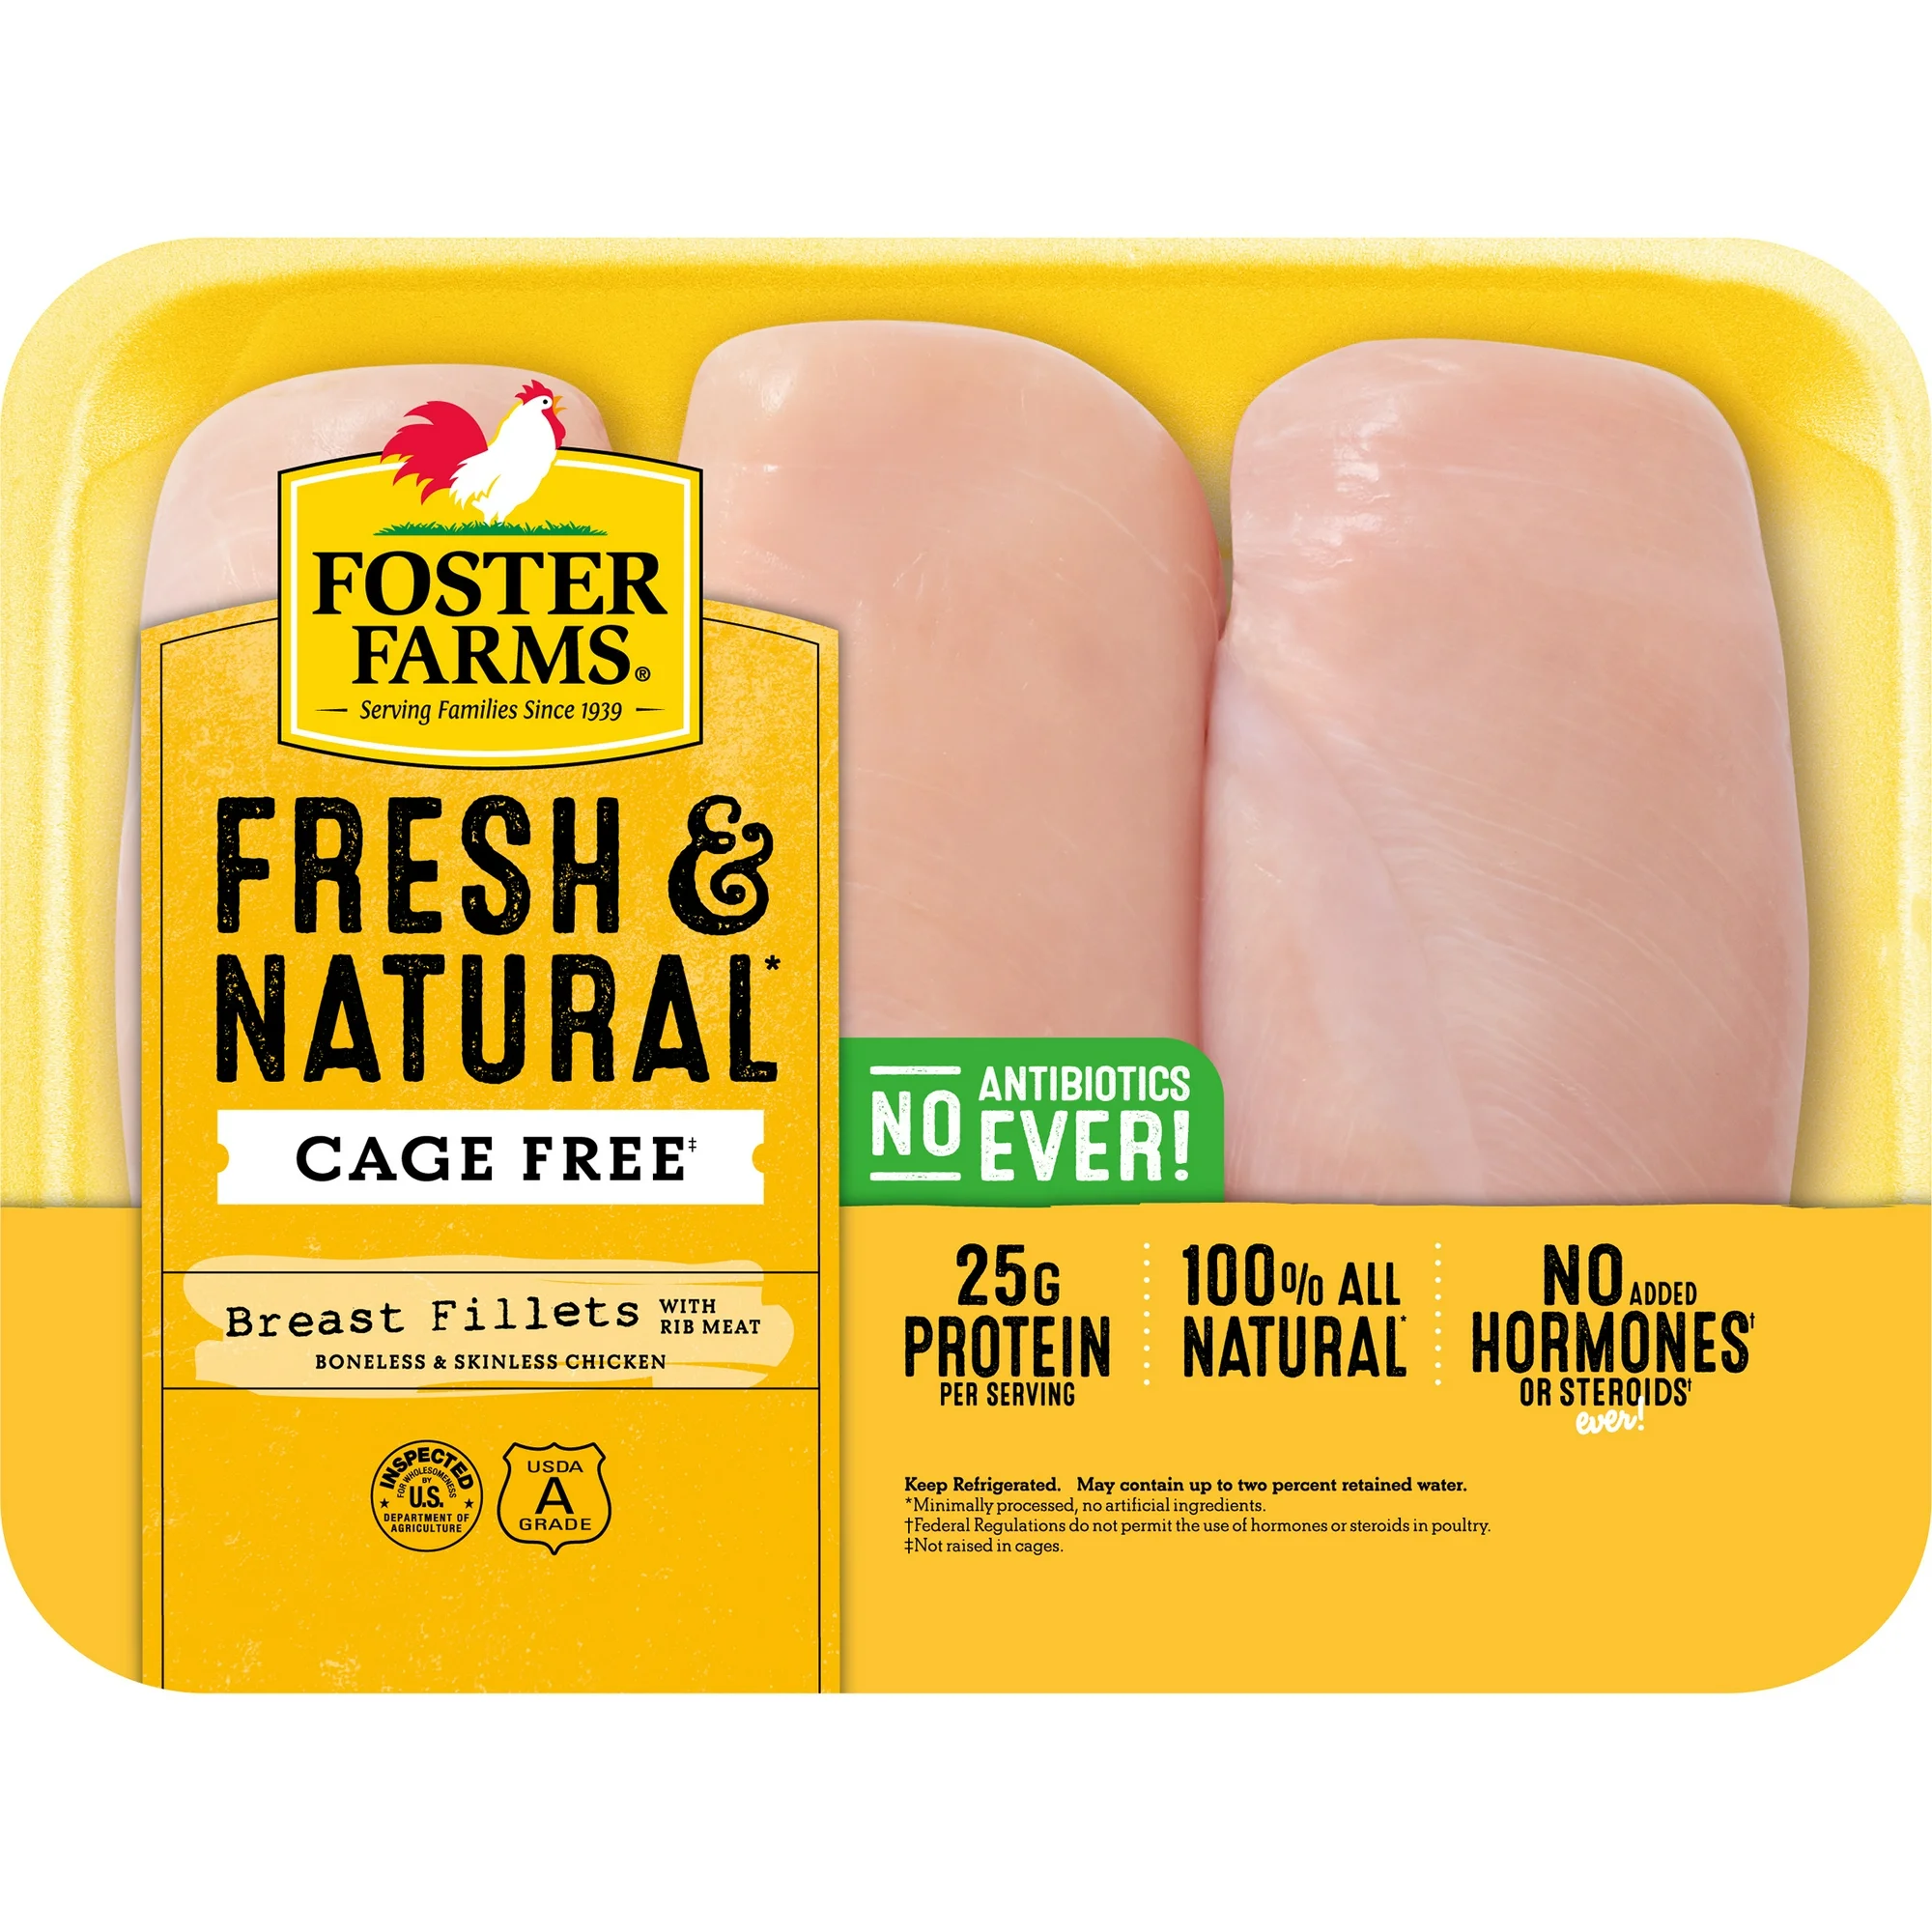 FOSTER
FARMS®
Serving Families Since 1939
FRESH &
NATURAL*
CAGE FREE‡
Breast Fillets WITH
RIB MEAT
BONELESS & SKINLESS CHICKEN
INSPECTED
FOR WHOLESOMENESS
BY
U.S.
DEPARTMENT OF
AGRICULTURE
USDA
A
GRADE
NO ANTIBIOTICS
EVER!
25G
PROTEIN
PER SERVING
100% ALL
NATURAL*
NO ADDED
HORMONES†
OR STEROIDS†
ever!
Keep Refrigerated. May contain up to two percent retained water.
*Minimally processed, no artificial ingredients.
†Federal Regulations do not permit the use of hormones or steroids in poultry.
‡Not raised in cages.